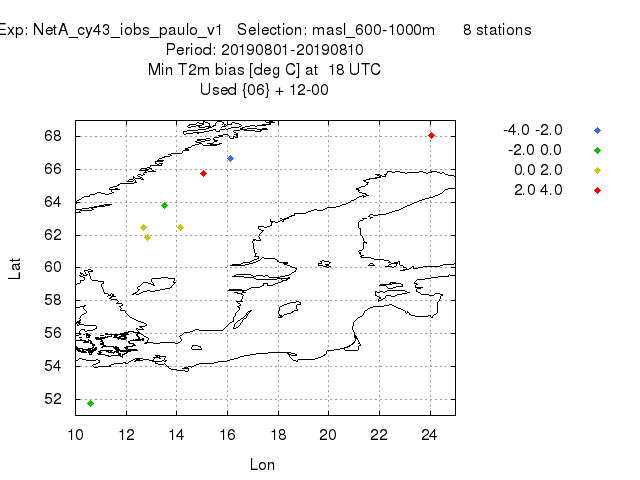 Exp: NetA_cy43_iobs_paulo_v1 Selection: masl_600-1000m 8 stations
Period: 20190801-20190810
Min T2m bias [deg C] at 18 UTC
Used {06} + 12-00
-4.0 -2.0
-2.0 0.0
0.0 2.0
2.0 4.0
68
66
64
62
60
58
56
54
52
Lat
10 12 14 16 18 20 22 24
Lon